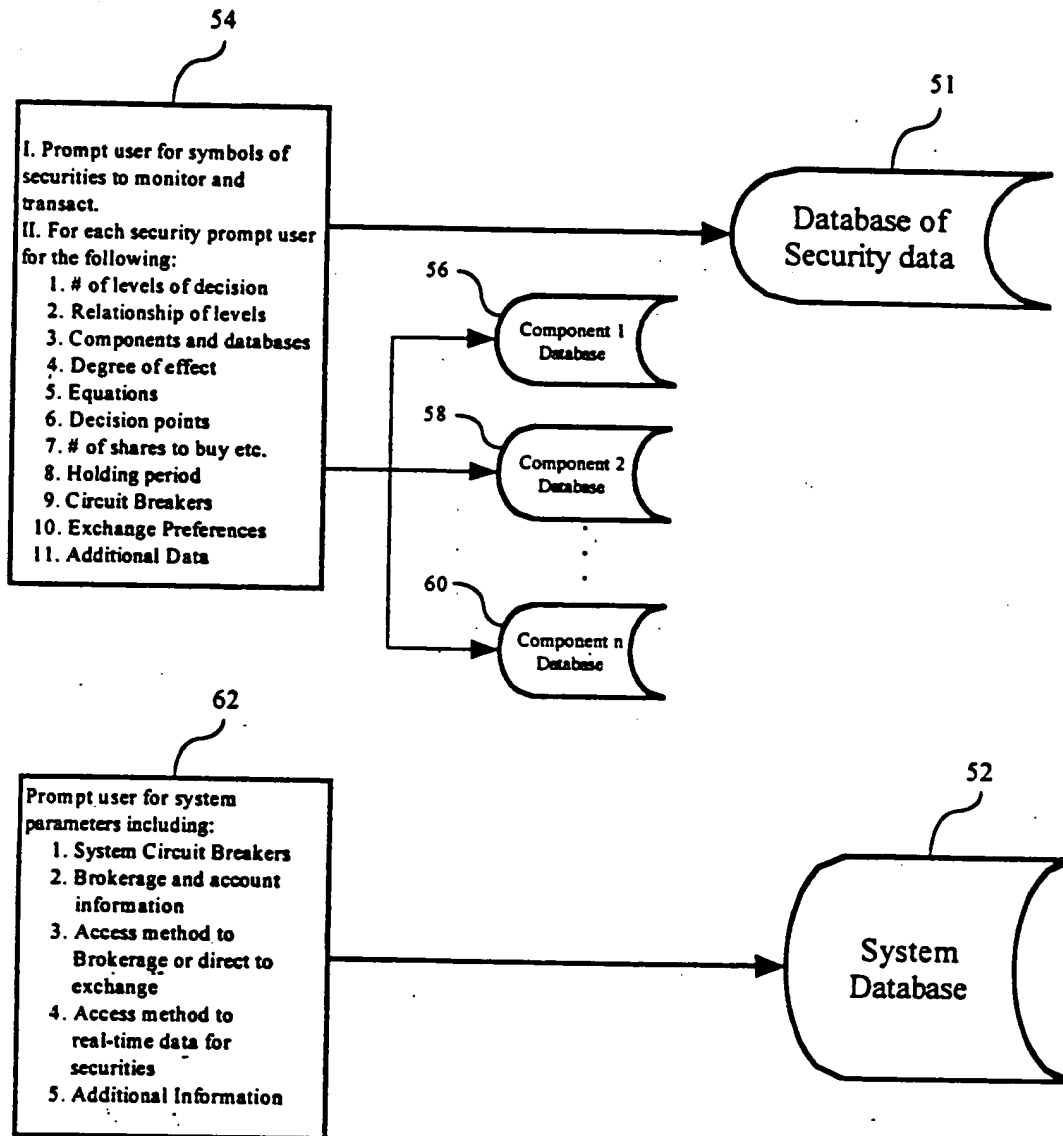 54
I. Prompt user for symbols of
securities to monitor and
transact.
II. For each security prompt user
for the following:
1. # of levels of decision
2. Relationship of levels
3. Components and databases
4. Degree of effect
5. Equations
6. Decision points
7. # of shares to buy etc.
8. Holding period
9. Circuit Breakers
10. Exchange Preferences
11. Additional Data
51
Database of
Security data
56
Component 1
Database
58
Component 2
Database
60
Component n
Database
62
Prompt user for system
parameters including:
1. System Circuit Breakers
2. Brokerage and account
information
3. Access method to
Brokerage or direct to
exchange
4. Access method to
real-time data for
securities
5. Additional Information
52
System
Database